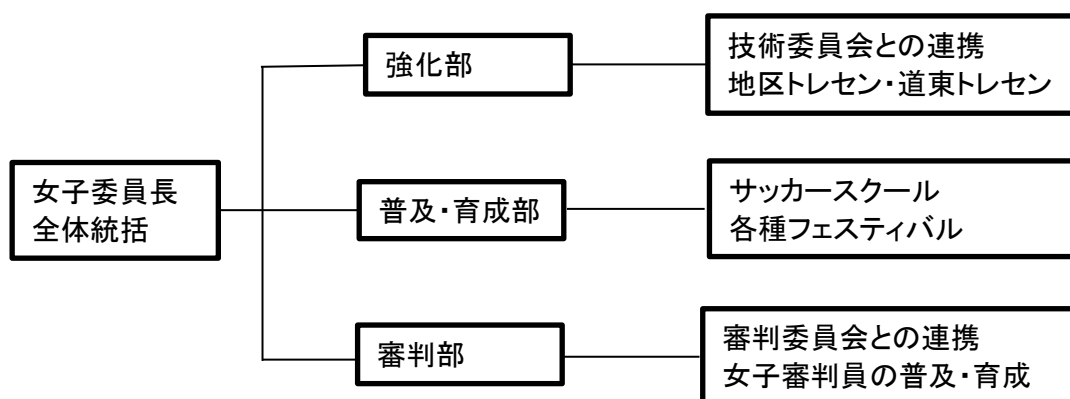 強化部
技術委員会との連携
地区トレセン・道東トレセン
女子委員長
全体統括
普及・育成部
サッカースクール
各種フェスティバル
審判部
審判委員会との連携
女子審判員の普及・育成